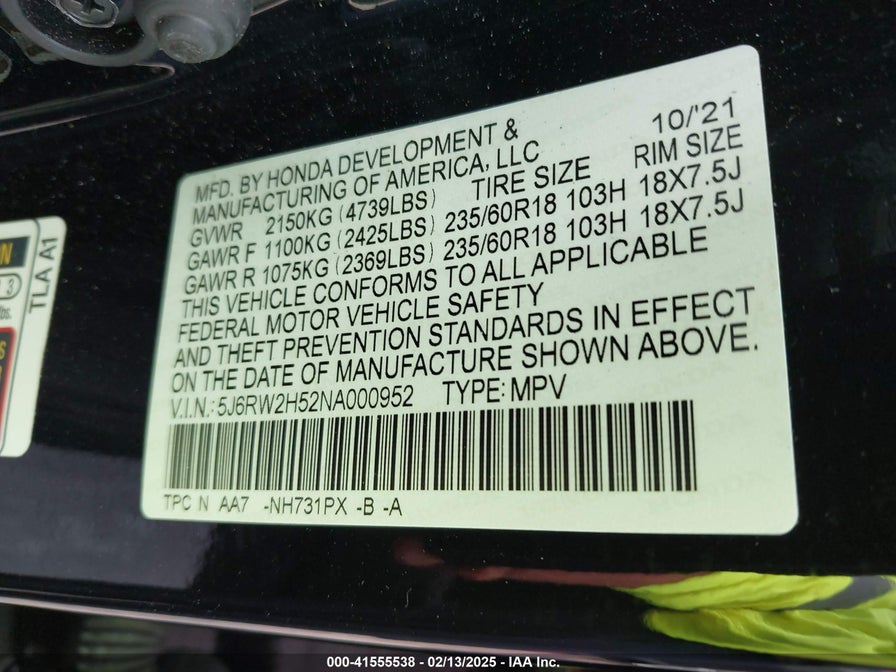 MFD. BY HONDA DEVELOPMENT &
MANUFACTURING OF AMERICA, LLC 10/'21
GVWR 2150KG (4739LBS) TIRE SIZE RIM SIZE
GAWR F 1100KG (2425LBS) 235/60R18 103H 18X7.5J
GAWR R 1075KG (2369LBS) 235/60R18 103H 18X7.5J
THIS VEHICLE CONFORMS TO ALL APPLICABLE
FEDERAL MOTOR VEHICLE SAFETY
AND THEFT PREVENTION STANDARDS IN EFFECT
ON THE DATE OF MANUFACTURE SHOWN ABOVE.
V.I.N.: 5J6RW2H52NA000952 TYPE: MPV
TPC N AA7 -NH731PX -B -A
TLA A1
3
000-41555538 - 02/13/2025 - IAA Inc.